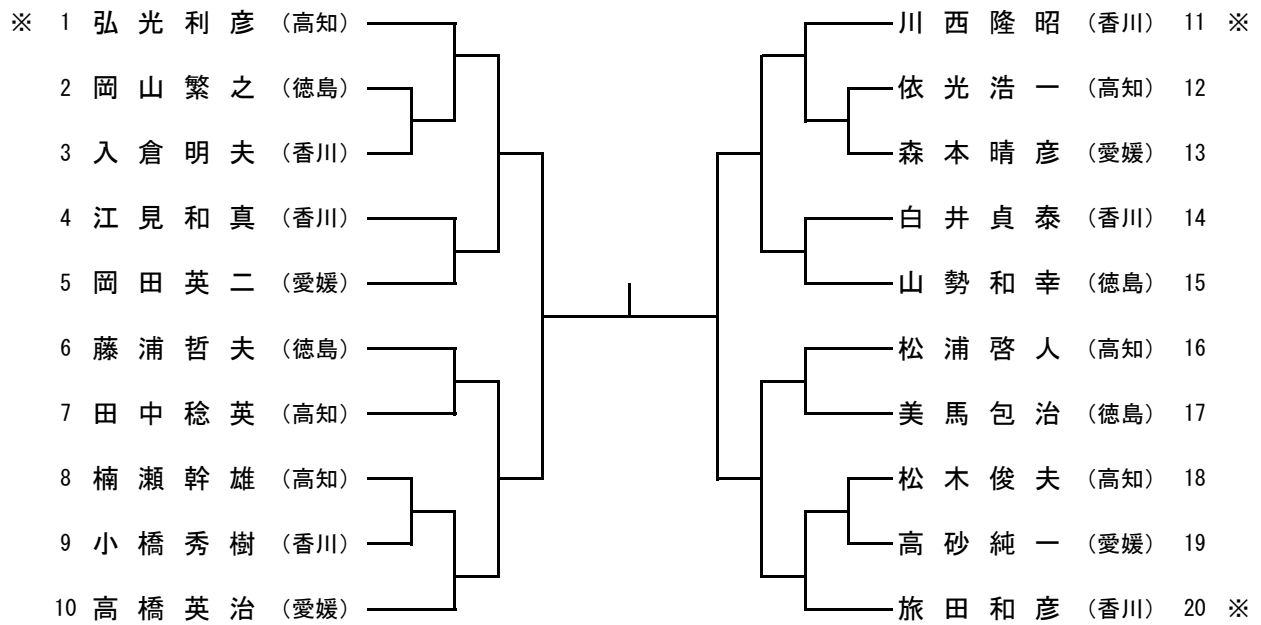 ※ 1 弘光利彦 (高知)
2 岡山繁之 (徳島)
3 入倉明夫 (香川)
4 江見和真 (香川)
5 岡田英二 (愛媛)
6 藤浦哲夫 (徳島)
7 田中稔英 (高知)
8 楠瀬幹雄 (高知)
9 小橋秀樹 (香川)
10 高橋英治 (愛媛)
川西隆昭 (香川) 11 ※
依光浩一 (高知) 12
森本晴彦 (愛媛) 13
白井貞泰 (香川) 14
山勢和幸 (徳島) 15
松浦啓人 (高知) 16
美馬包治 (徳島) 17
松木俊夫 (高知) 18
高砂純一 (愛媛) 19
旅田和彦 (香川) 20 ※